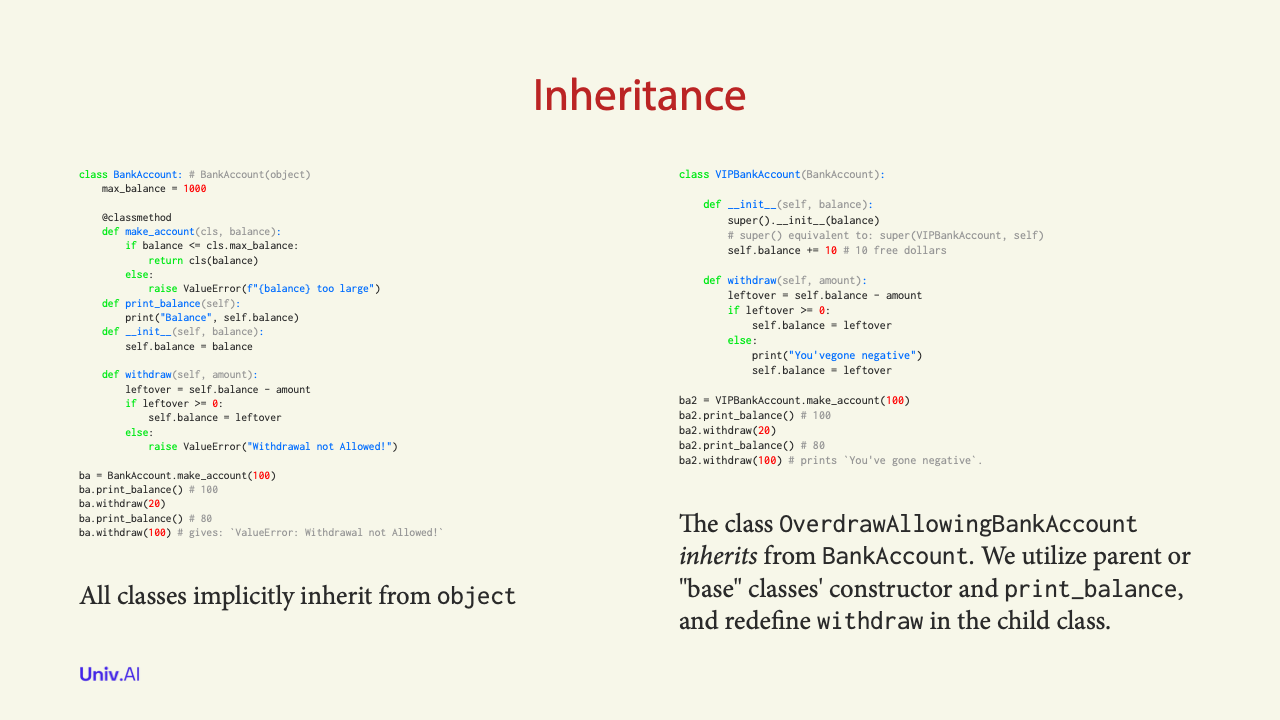 Inheritance
class BankAccount: # BankAccount(object)
    max_balance = 1000

    @classmethod
    def make_account(cls, balance):
        if balance <= cls.max_balance:
            return cls(balance)
        else:
            raise ValueError(f"{balance} too large")
    def print_balance(self):
        print("Balance", self.balance)
    def __init__(self, balance):
        self.balance = balance

    def withdraw(self, amount):
        leftover = self.balance - amount
        if leftover >= 0:
            self.balance = leftover
        else:
            raise ValueError("Withdrawal not Allowed!")

ba = BankAccount.make_account(100)
ba.print_balance() # 100
ba.withdraw(20)
ba.print_balance() # 80
ba.withdraw(100) # gives: `ValueError: Withdrawal not Allowed!`
All classes implicitly inherit from object
class VIPBankAccount(BankAccount):

    def __init__(self, balance):
        super().__init__(balance)
        # super() equivalent to: super(VIPBankAccount, self)
        self.balance += 10 # 10 free dollars

    def withdraw(self, amount):
        leftover = self.balance - amount
        if leftover >= 0:
            self.balance = leftover
        else:
            print("You'vegone negative")
            self.balance = leftover

ba2 = VIPBankAccount.make_account(100)
ba2.print_balance() # 100
ba2.withdraw(20)
ba2.print_balance() # 80
ba2.withdraw(100) # prints `You've gone negative`.
The class OverdrawAllowingBankAccount
inherits from BankAccount. We utilize parent or
"base" classes' constructor and print_balance,
and redefine withdraw in the child class.
Univ.AI